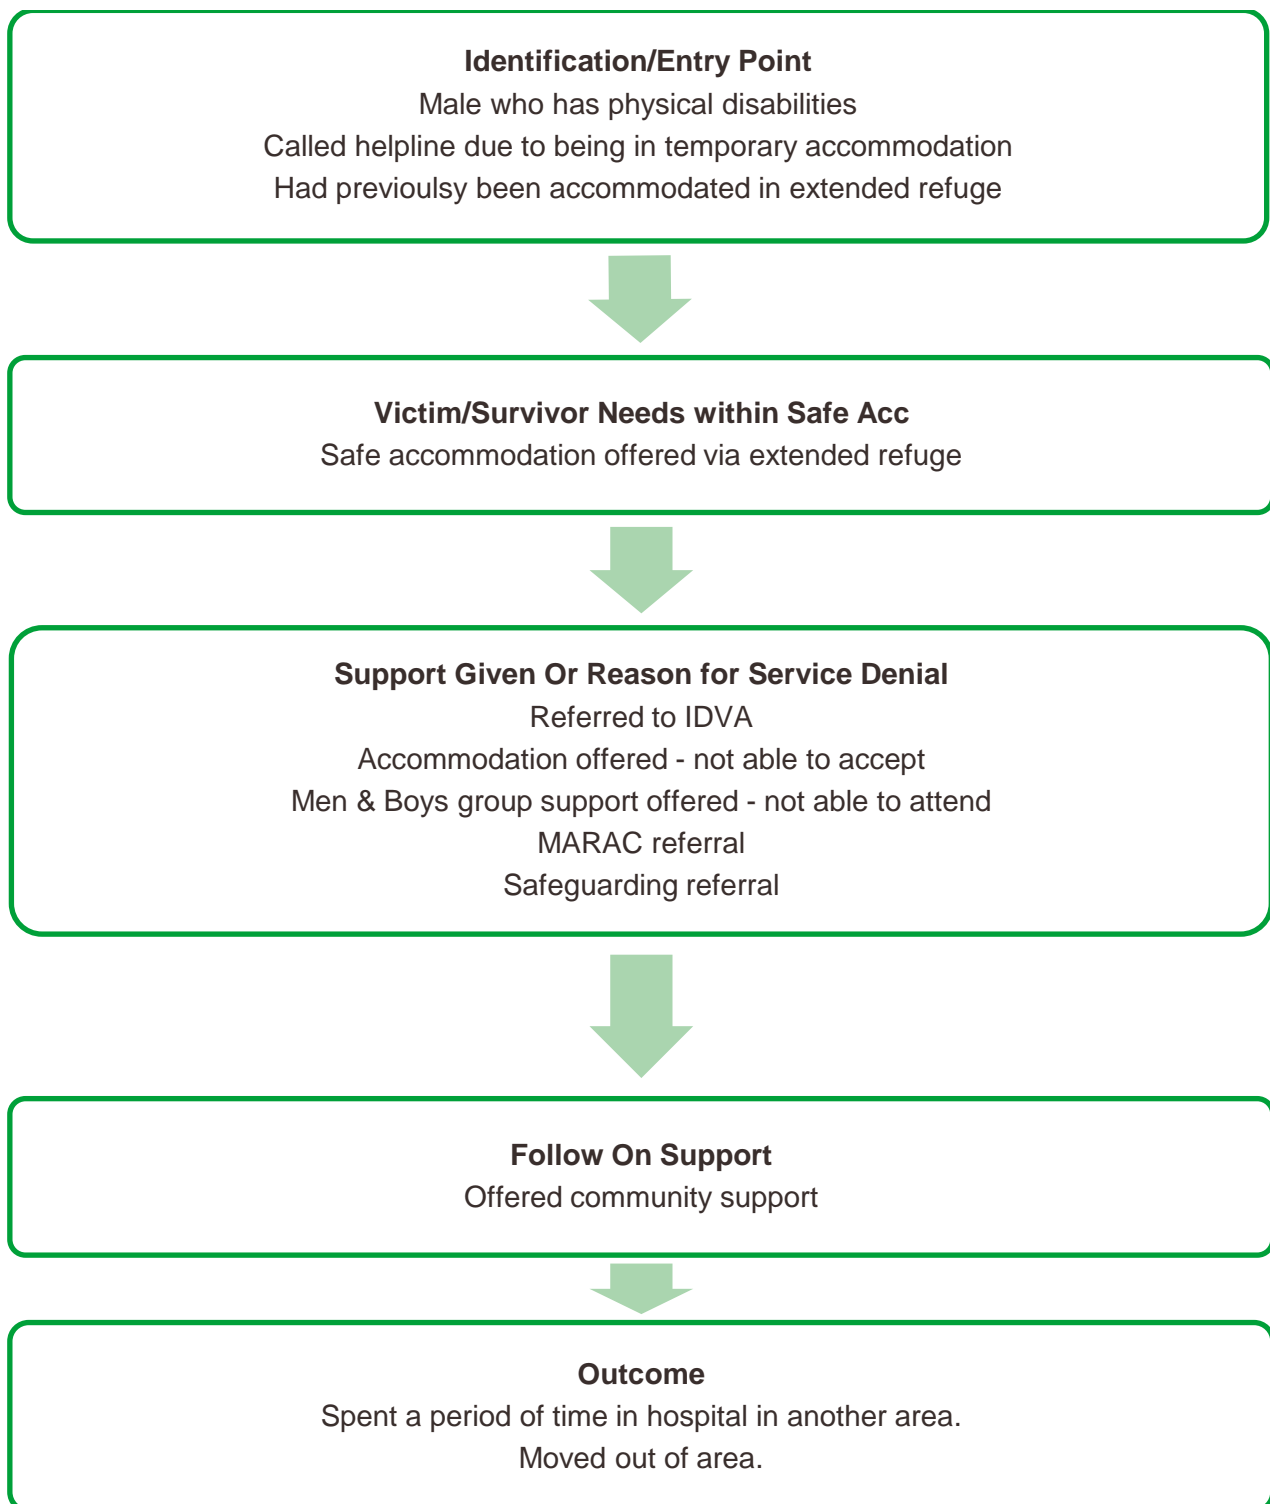 Identification/Entry Point
Male who has physical disabilities
Called helpline due to being in temporary accommodation
Had previoulsy been accommodated in extended refuge
Victim/Survivor Needs within Safe Acc
Safe accommodation offered via extended refuge
Support Given Or Reason for Service Denial
Referred to IDVA
Accommodation offered - not able to accept
Men & Boys group support offered - not able to attend
MARAC referral
Safeguarding referral
Follow On Support
Offered community support
Outcome
Spent a period of time in hospital in another area.
Moved out of area.